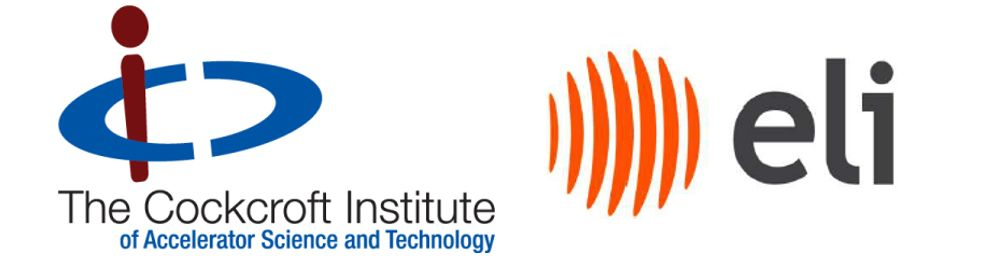 The Cockcroft Institute
of Accelerator Science and Technology
eli